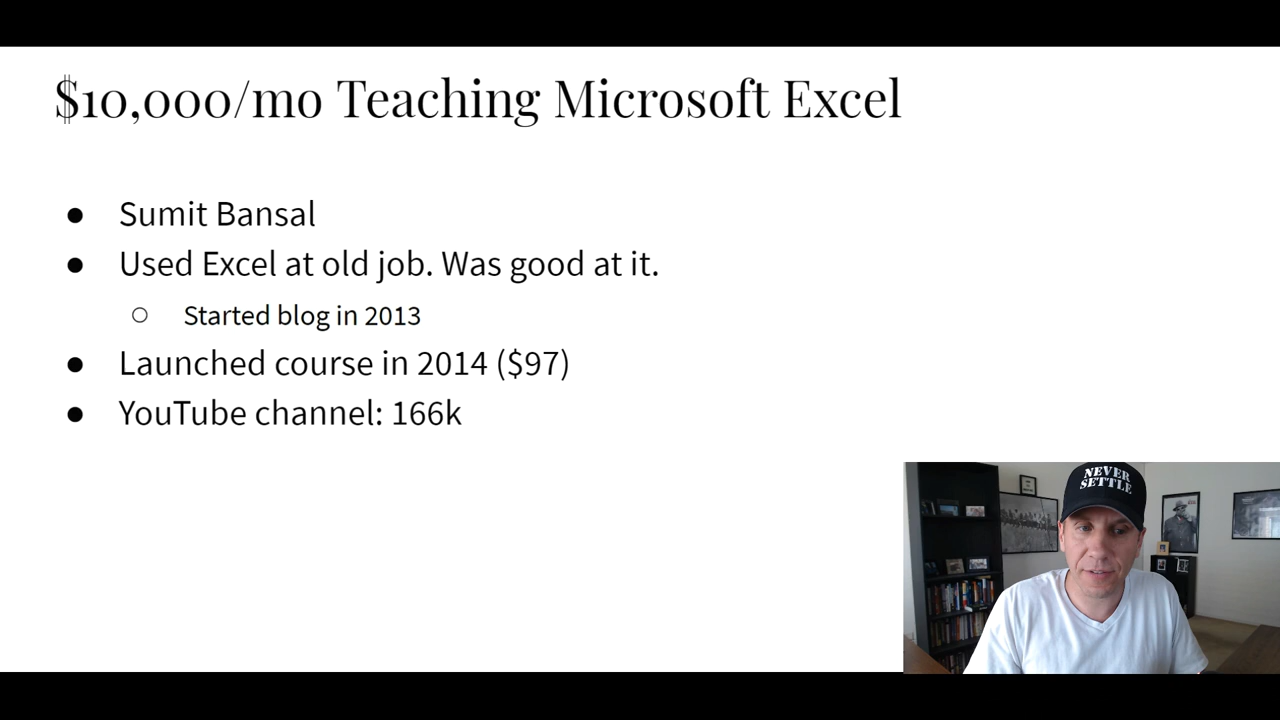 $10,000/mo Teaching Microsoft Excel
● Sumit Bansal
● Used Excel at old job. Was good at it.
○ Started blog in 2013
● Launched course in 2014 ($97)
● YouTube channel: 166k
NEVER
SETTLE